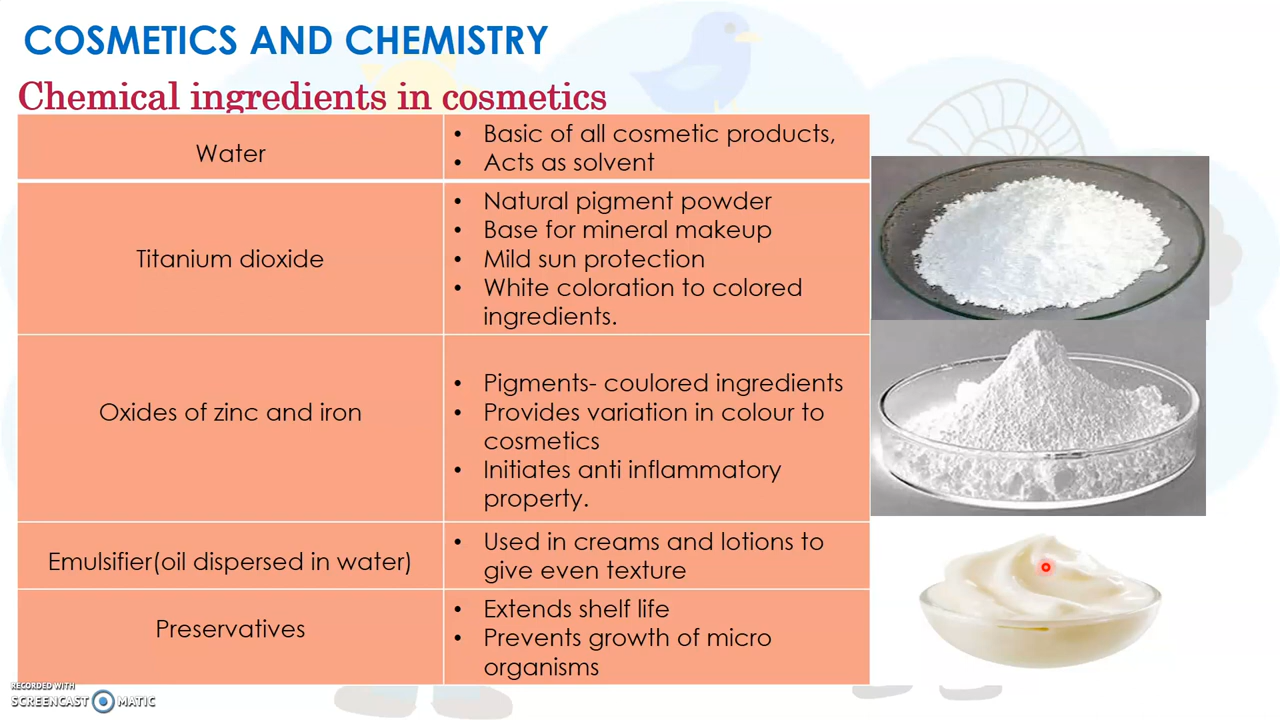 COSMETICS AND CHEMISTRY
Chemical ingredients in cosmetics
Water
• Basic of all cosmetic products,
• Acts as solvent
Titanium dioxide
• Natural pigment powder
• Base for mineral makeup
• Mild sun protection
• White coloration to colored
ingredients.
Oxides of zinc and iron
• Pigments- coulored ingredients
• Provides variation in colour to
cosmetics
• Initiates anti inflammatory
property.
Emulsifier(oil dispersed in water)
• Used in creams and lotions to
give even texture
Preservatives
• Extends shelf life
• Prevents growth of micro
organisms
RECORDED WITH
SCREENCAST MATIC